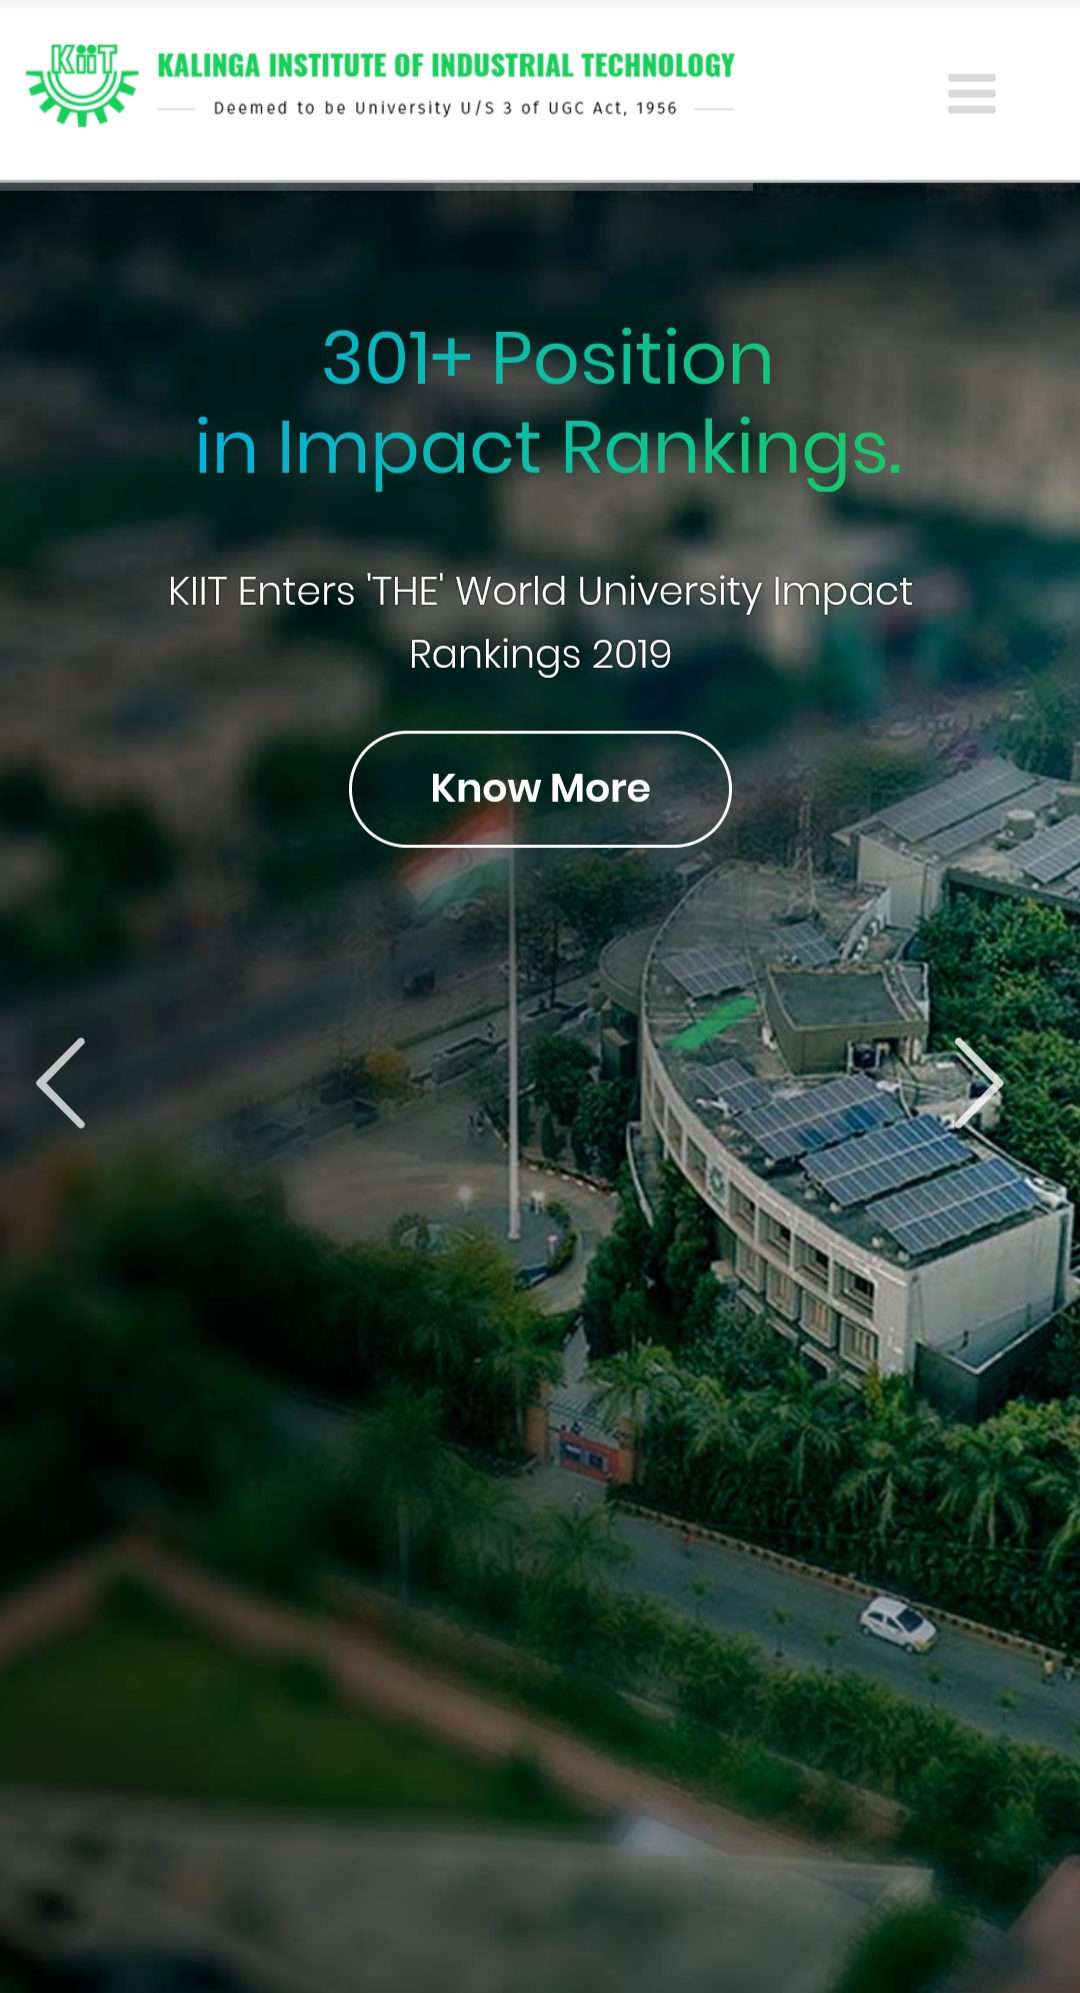 KiiT
KALINGA INSTITUTE OF INDUSTRIAL TECHNOLOGY
Deemed to be University U/S 3 of UGC Act, 1956
301+ Position
in Impact Rankings.
KIIT Enters 'THE' World University Impact
Rankings 2019
Know More